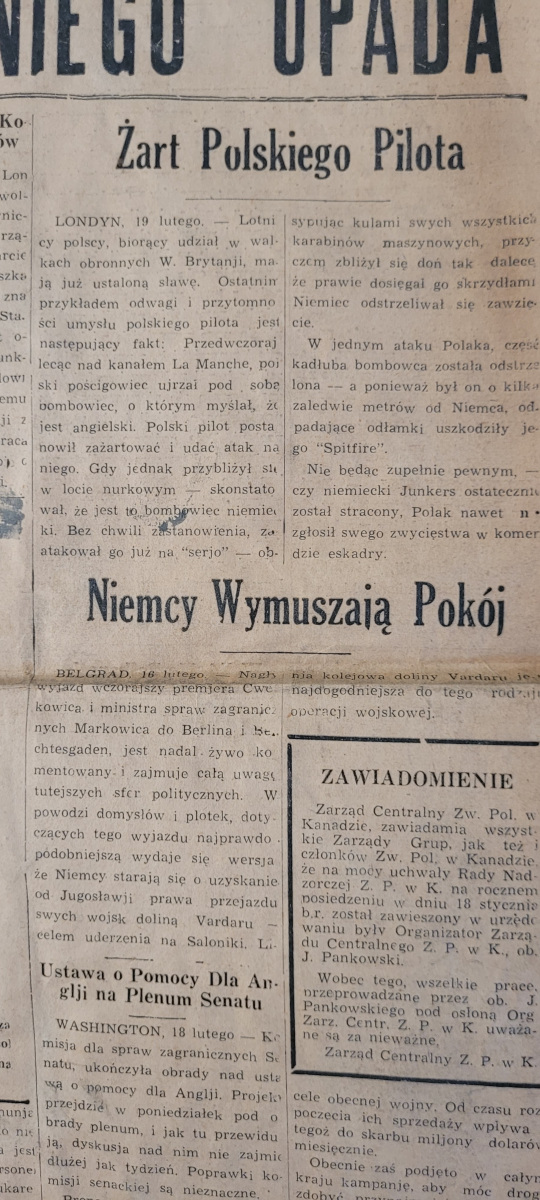 NIEGO UPADA
Żart Polskiego Pilota
LONDYN, 19 lutego. — Lotni
cy polscy, biorący udział w wal-
kach obronnych W. Brytanji, ma-
ją już ustaloną sławę. Ostatnim
przykładem odwagi i przytomno
ści umysłu polskiego pilota jest
następujący fakt: Przedwczoraj
lecąc nad kanałem La Manche, pol
ski pościgowiec ujrzał pod sobą
bombowiec, o którym myślał, że
jest angielski. Polski pilot posta
nowił zażartować i udać atak na
niego. Gdy jednak przybliżył się
w locie nurkowym — skonstato
wał, że jest to bombowiec niemiec
ki. Bez chwili zastanowienia, za-
atakował go już na "serjo" — ob-
sypując kulami swych wszystkich
karabinów maszynowych, przy-
czem zbliżył się doń tak dalece
że prawie dosięgał go skrzydłami
Niemiec odstrzeliwał się zawzię-
cie.
W jednym ataku Polaka, część
kadłuba bombowca została odstrze
lona — a ponieważ był on o kilka
zaledwie metrów od Niemca, od-
padające odłamki uszkodziły je-
go "Spitfire".
Nie będąc zupełnie pewnym, —
czy niemiecki Junkers ostatecznie
został stracony, Polak nawet n
zgłosił swego zwycięstwa w komen
dzie eskadry.
Niemcy Wymuszają Pokój
BELGRAD, 16 lutego. — Nagły
wyjazd wczorajszy premjera Cwet
kowica i ministra spraw zagranicz
nych Markowica do Berlina i Be
chtesgaden, jest nadal żywo ko
mentowany i zajmuje całą uwagę
tutejszych sfer politycznych. W
powodzi domysłów i plotek, doty-
czących tego wyjazdu najprawdo
podobniejszą wydaje się wersja
że Niemcy starają się o uzyskanie
od Jugosławji prawa przejazdu
swych wojsk doliną Vardaru —
celem uderzenia na Saloniki. Li-
nia kolejowa doliny Vardaru jest
najdogodniejsza do tego rodzaju
operacji wojskowej.
Ustawa o Pomocy Dla An-
glji na Plenum Senatu
WASHINGTON, 18 lutego — Ko
misja dla spraw zagranicznych Se
natu, ukończyła obrady nad usta
wą o pomocy dla Anglji. Projekt
przejdzie w poniedziałek pod o
brady plenum, i jak tu przewidu
ją, dyskusja nad nim nie zajmie
dłużej jak tydzień. Poprawki ko-
misji senackiej są nieznaczne.
ZAWIADOMIENIE
Zarząd Centralny Zw. Pol. w
Kanadzie, zawiadamia wszyst-
kie Zarządy Grup, jak też i
członków Zw. Pol. w Kanadzie,
że na mocy uchwały Rady Nad-
zorczej Z. P. w K. na rocznem
posiedzeniu w dniu 18 stycznia
b.r. został zawieszony w urzędo
waniu były Organizator Zarzą-
du Centralnego Z. P. w K., ob.
J. Pankowski.
Wobec tego, wszelkie prace,
przeprowadzane przez ob. J.
Pankowskiego pod osłoną Org
Zarz. Centr. Z. P. w K. uważa-
ne są za nieważne.
Zarząd Centralny Z. P. w K.
cele obecnej wojny. Od czasu roz
poczęcia ich sprzedaży wpływa
tegoż do skarbu miljony dolarów
miesięcznie.
Obecnie zaś podjęto w całym
kraju kampanję, aby móc
zdobyć